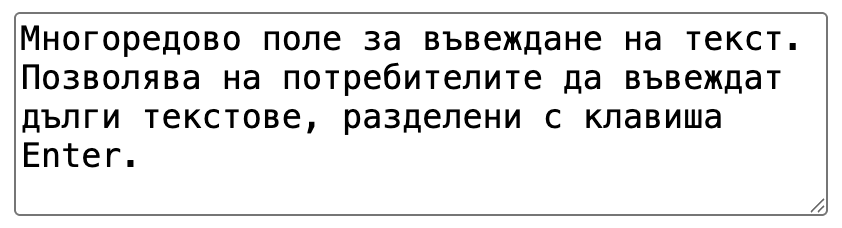 Многоредово поле за въвеждане на текст.
Позволява на потребителите да въвеждат
дълги текстове, разделени с клавиша
Enter.